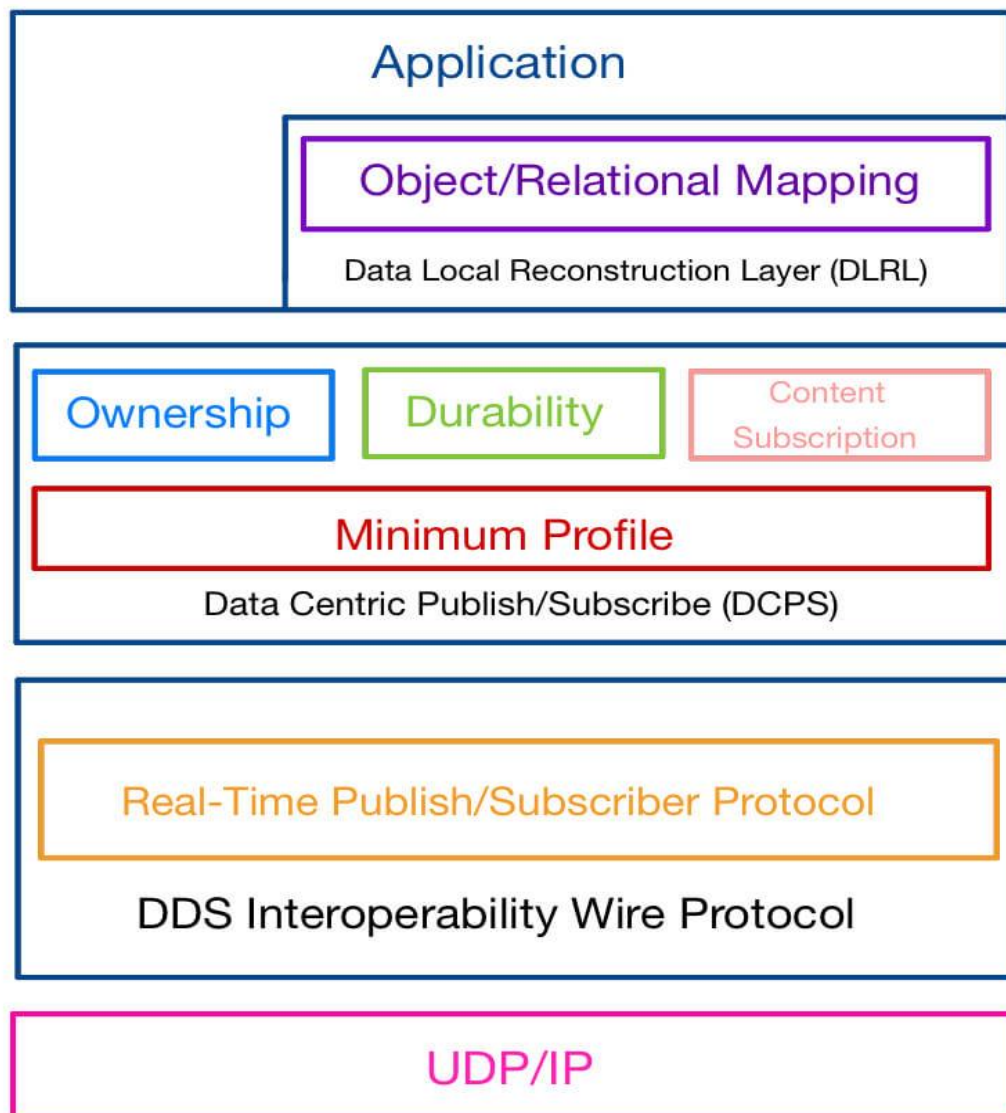 Application
Object/Relational Mapping
Data Local Reconstruction Layer (DLRL)
Ownership
Durability
Content
Subscription
Minimum Profile
Data Centric Publish/Subscribe (DCPS)
Real-Time Publish/Subscriber Protocol
DDS Interoperability Wire Protocol
UDP/IP